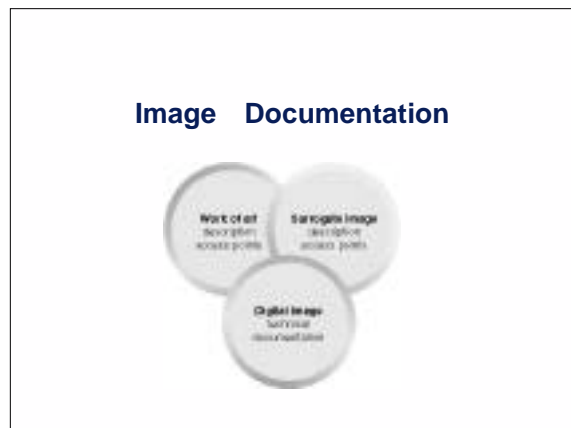 Image Documentation
Work of art
description
access points
Surrogate Image
description
access points
Digital Image
technical
documentation